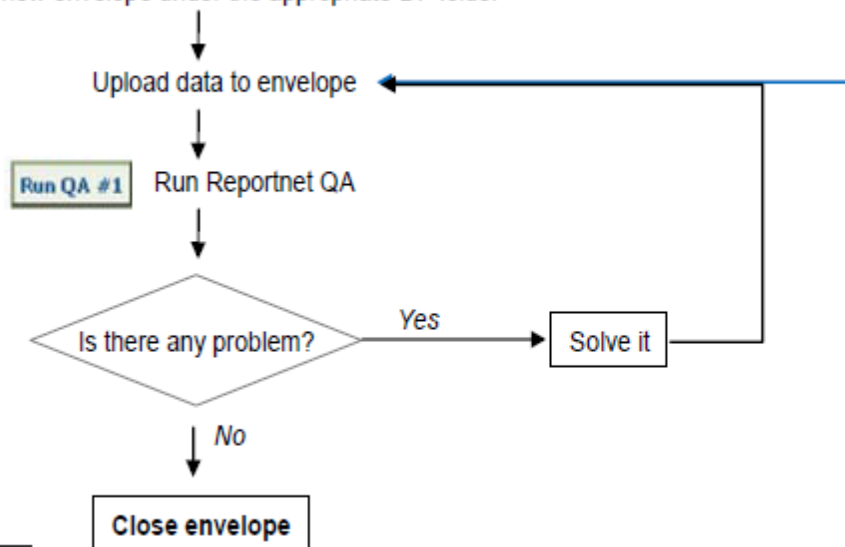 Upload data to envelope
Run QA #1
Run Reportnet QA
Is there any problem?
Yes
Solve it
No
Close envelope